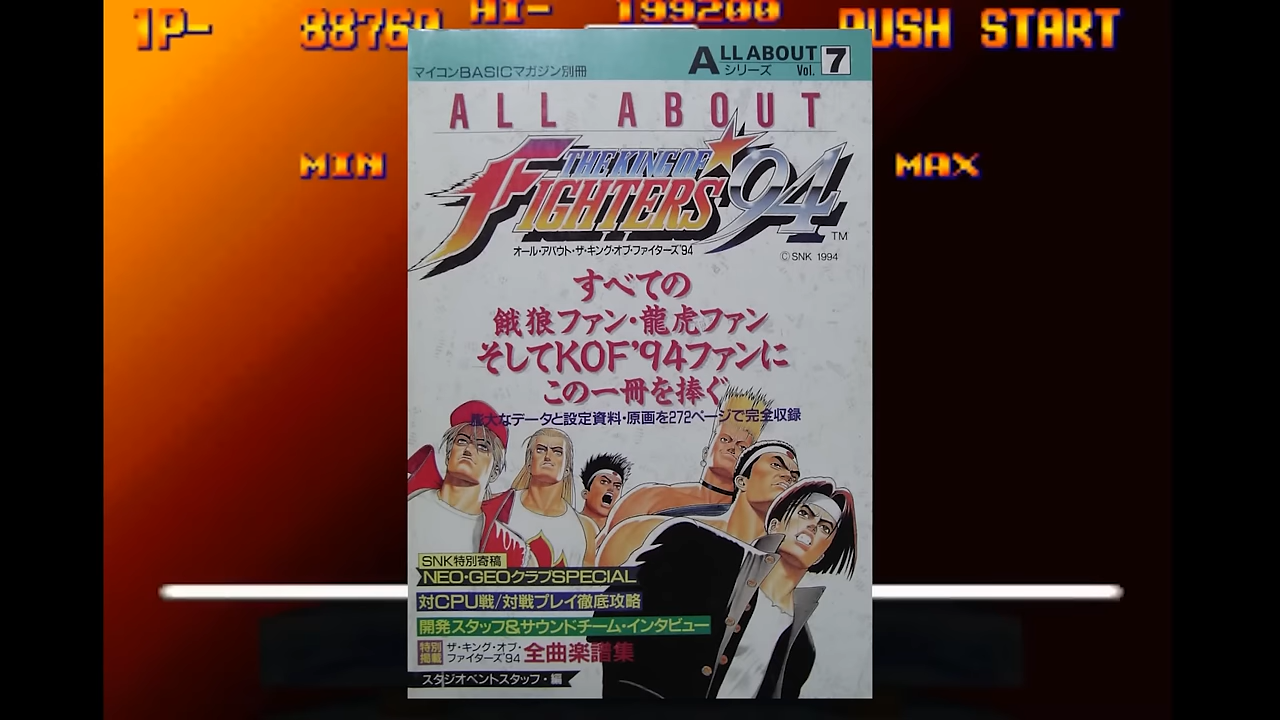 1P- 88760 HI- 199200 PUSH START
MIN MAX
マイコンBASICマガジン別冊
ALL ABOUT
シリーズ Vol. 7
ALL ABOUT
THE KING OF
FIGHTERS '94
TM
オール・アバウト・ザ・キング・オブ・ファイターズ'94
© SNK 1994
すべての
餓狼ファン・龍虎ファン
そしてKOF'94ファンに
この一冊を捧ぐ
膨大なデータと設定資料・原画を272ページで完全収録
SNK特別寄稿
NEO・GEOクラブSPECIAL
対CPU戦/対戦プレイ徹底攻略
開発スタッフ&サウンドチーム・インタビュー
特別掲載 ザ・キング・オブ・ファイターズ'94 全曲楽譜集
スタジオベントスタッフ・編